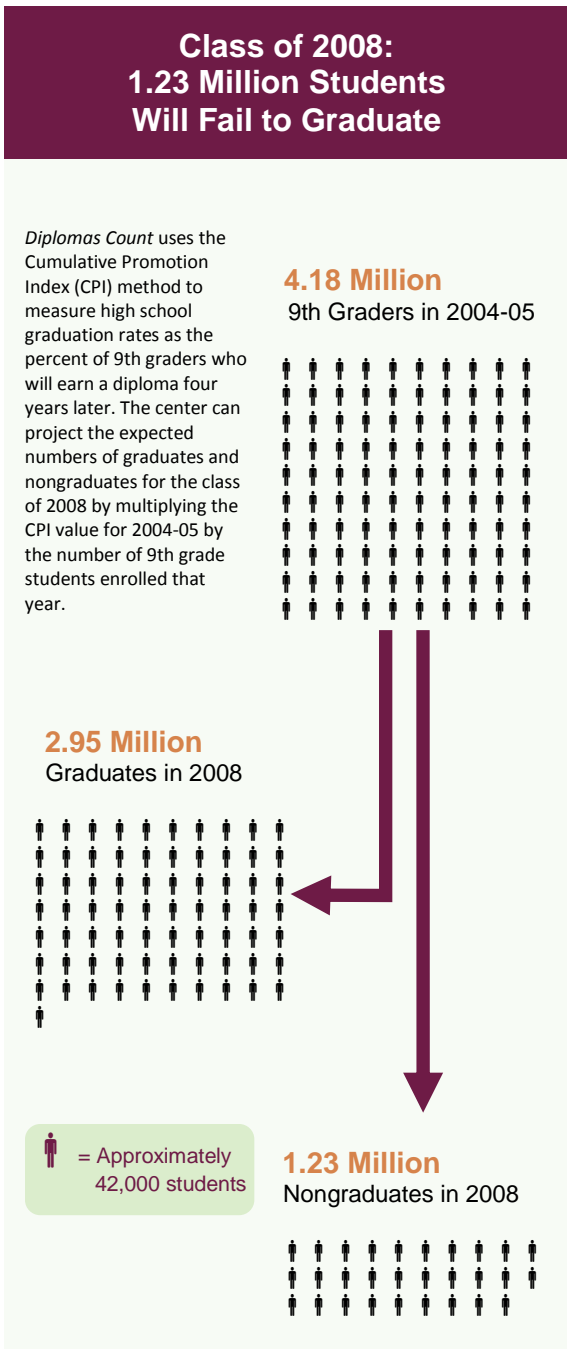 Class of 2008:
1.23 Million Students
Will Fail to Graduate
Diplomas Count uses the
Cumulative Promotion
Index (CPI) method to
measure high school
graduation rates as the
percent of 9th graders who
will earn a diploma four
years later. The center can
project the expected
numbers of graduates and
nongraduates for the class
of 2008 by multiplying the
CPI value for 2004-05 by
the number of 9th grade
students enrolled that
year.
4.18 Million
9th Graders in 2004-05
2.95 Million
Graduates in 2008
= Approximately
42,000 students
1.23 Million
Nongraduates in 2008